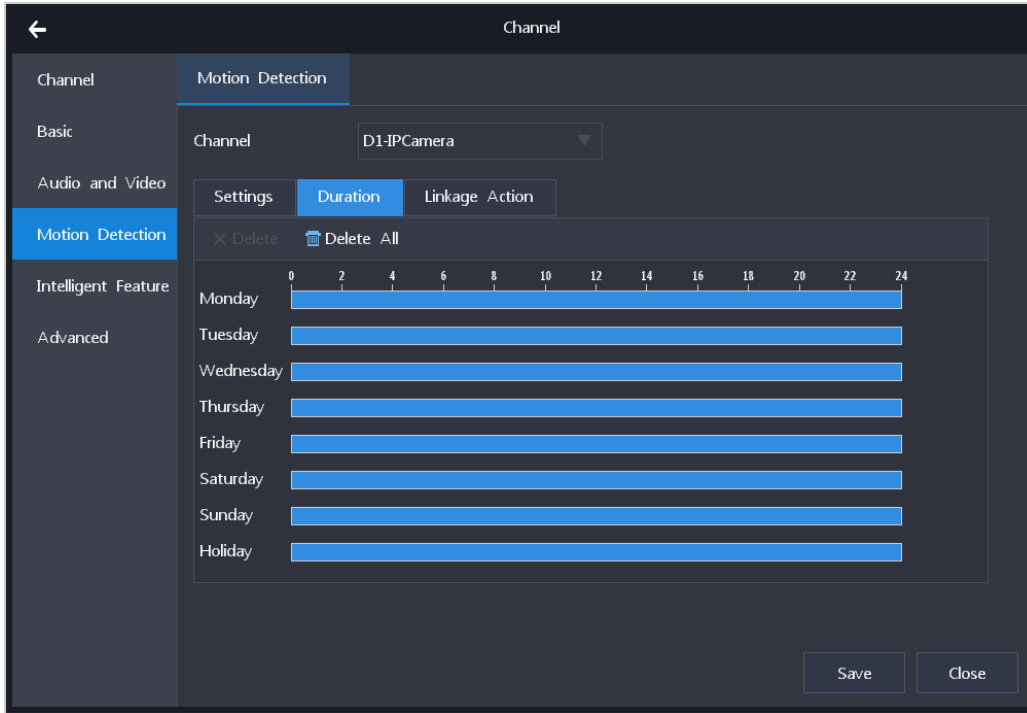 Channel
Channel
Basic
Audio and Video
Motion Detection
Intelligent Feature
Advanced
Motion Detection
Channel D1-IPCamera
Settings Duration Linkage Action
Delete Delete All
0 2 4 6 8 10 12 14 16 18 20 22 24
Monday
Tuesday
Wednesday
Thursday
Friday
Saturday
Sunday
Holiday
Save Close